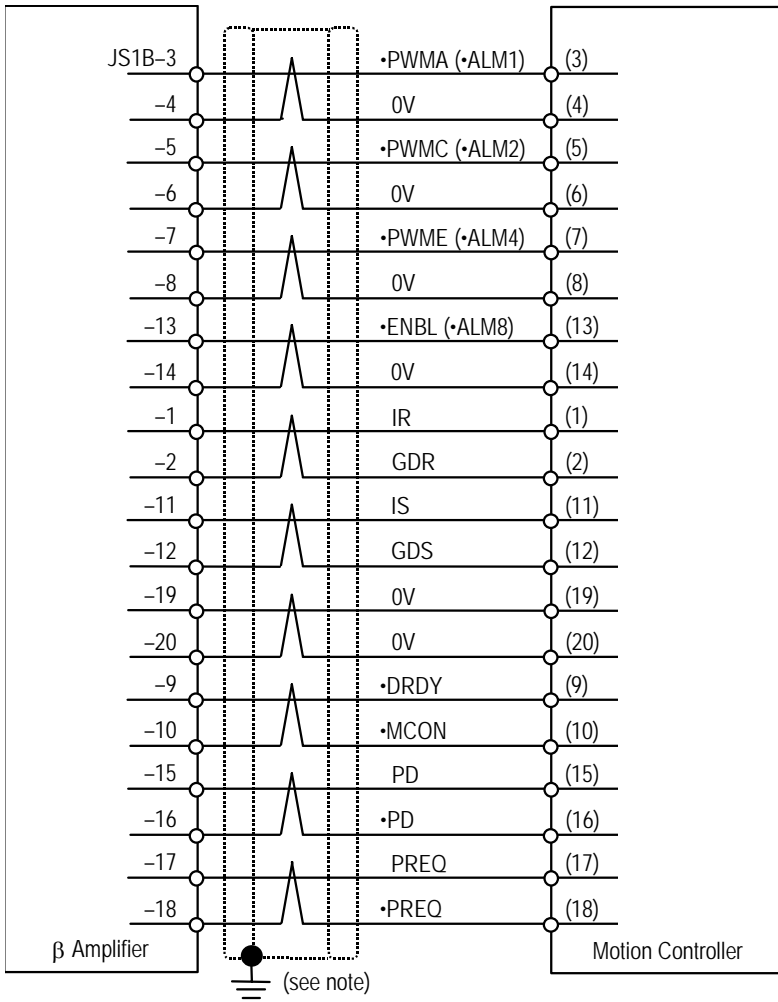 JS1B–3 •PWMA (•ALM1) (3)
–4 0V (4)
–5 •PWMC (•ALM2) (5)
–6 0V (6)
–7 •PWME (•ALM4) (7)
–8 0V (8)
–13 •ENBL (•ALM8) (13)
–14 0V (14)
–1 IR (1)
–2 GDR (2)
–11 IS (11)
–12 GDS (12)
–19 0V (19)
–20 0V (20)
–9 •DRDY (9)
–10 •MCON (10)
–15 PD (15)
–16 •PD (16)
–17 PREQ (17)
–18 •PREQ (18)
β Amplifier Motion Controller
(see note)